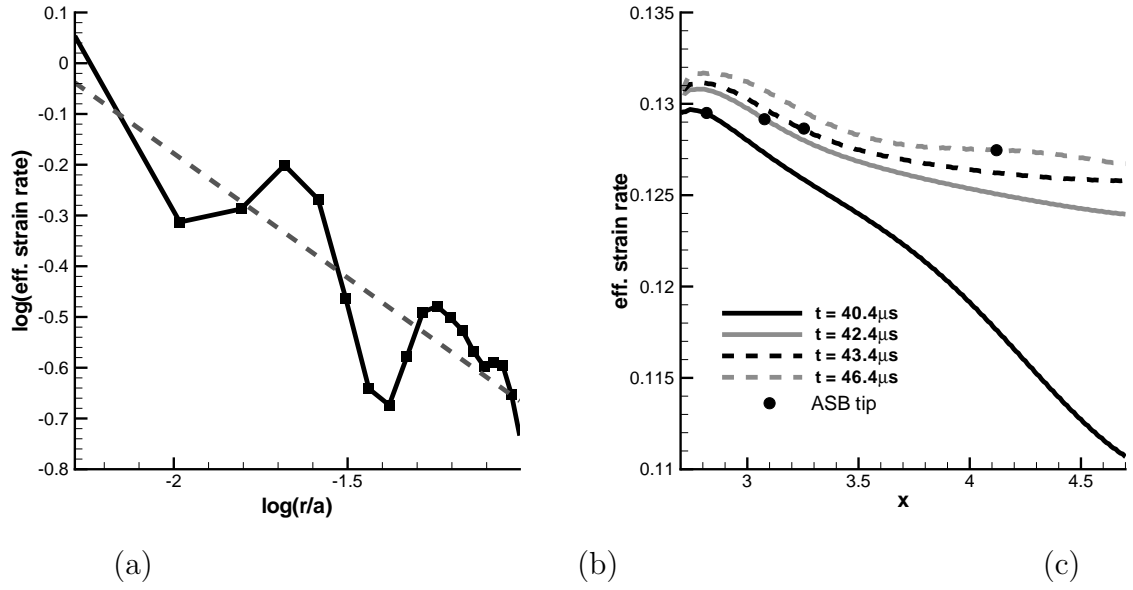 0.1
0
-0.1
-0.2
-0.3
-0.4
-0.5
-0.6
-0.7
-0.8
log(eff. strain rate)
-2
-1.5
log(r/a)
0.135
0.13
0.125
0.12
0.115
0.11
eff. strain rate
t = 40.4μs
t = 42.4μs
t = 43.4μs
t = 46.4μs
ASB tip
3
3.5
4
4.5
x
(a)
(b)
(c)